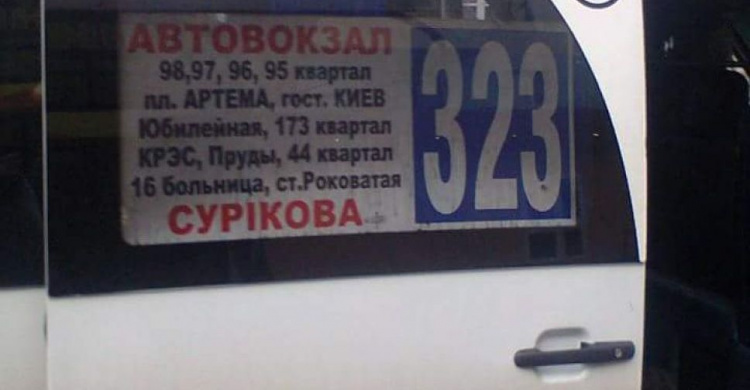 АВТОВОКЗАЛ
98,97, 96, 95 квартал
пл. АРТЕМА, гост. КИЕВ
Юбилейная, 173 квартал
КРЭС, Пруды, 44 квартал
16 больница, ст.Роковатая
СУРІКОВА
323